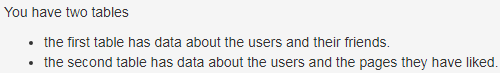 You have two tables
• the first table has data about the users and their friends.
• the second table has data about the users and the pages they have liked.